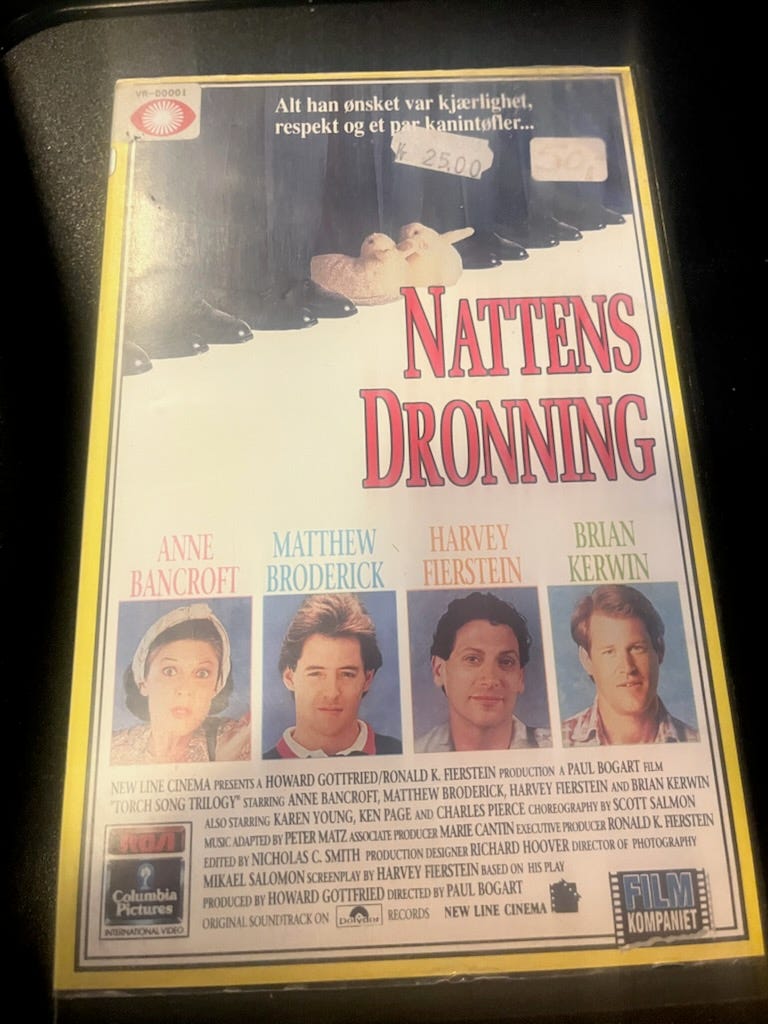 VR-D0001
Alt han ønsket var kjærlighet,
respekt og et par kanintøfler...
Kr 25.00
50,-
NATTENS
DRONNING
ANNE
BANCROFT
MATTHEW
BRODERICK
HARVEY
FIERSTEIN
BRIAN
KERWIN
NEW LINE CINEMA PRESENTS A HOWARD GOTTFRIED/RONALD K. FIERSTEIN PRODUCTION A PAUL BOGART FILM
"TORCH SONG TRILOGY" STARRING ANNE BANCROFT, MATTHEW BRODERICK, HARVEY FIERSTEIN AND BRIAN KERWIN
ALSO STARRING KAREN YOUNG, KEN PAGE AND CHARLES PIERCE CHOREOGRAPHY BY SCOTT SALMON
MUSIC ADAPTED BY PETER MATZ ASSOCIATE PRODUCER MARIE CANTIN EXECUTIVE PRODUCER RONALD K. FIERSTEIN
EDITED BY NICHOLAS C. SMITH PRODUCTION DESIGNER RICHARD HOOVER DIRECTOR OF PHOTOGRAPHY
MIKAEL SALOMON SCREENPLAY BY HARVEY FIERSTEIN BASED ON HIS PLAY
PRODUCED BY HOWARD GOTTFRIED DIRECTED BY PAUL BOGART
ORIGINAL SOUNDTRACK ON Polydor RECORDS NEW LINE CINEMA
RCA
Columbia
Pictures
INTERNATIONAL VIDEO
FILM
KOMPANIET